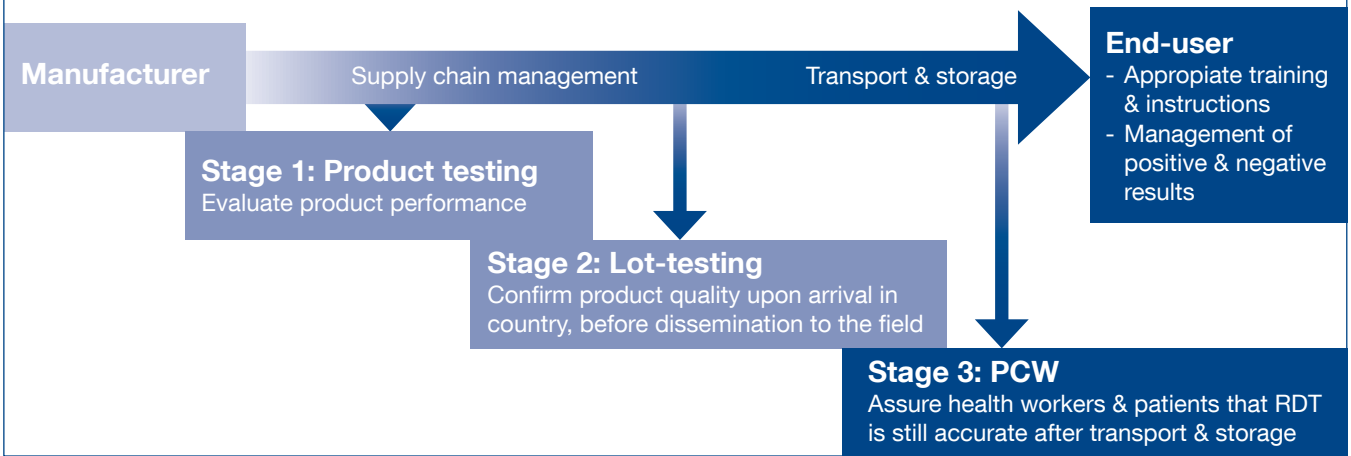 Manufacturer
Supply chain management
Transport & storage
End-user
- Appropiate training
& instructions
- Management of
positive & negative
results
Stage 1: Product testing
Evaluate product performance
Stage 2: Lot-testing
Confirm product quality upon arrival in
country, before dissemination to the field
Stage 3: PCW
Assure health workers & patients that RDT
is still accurate after transport & storage